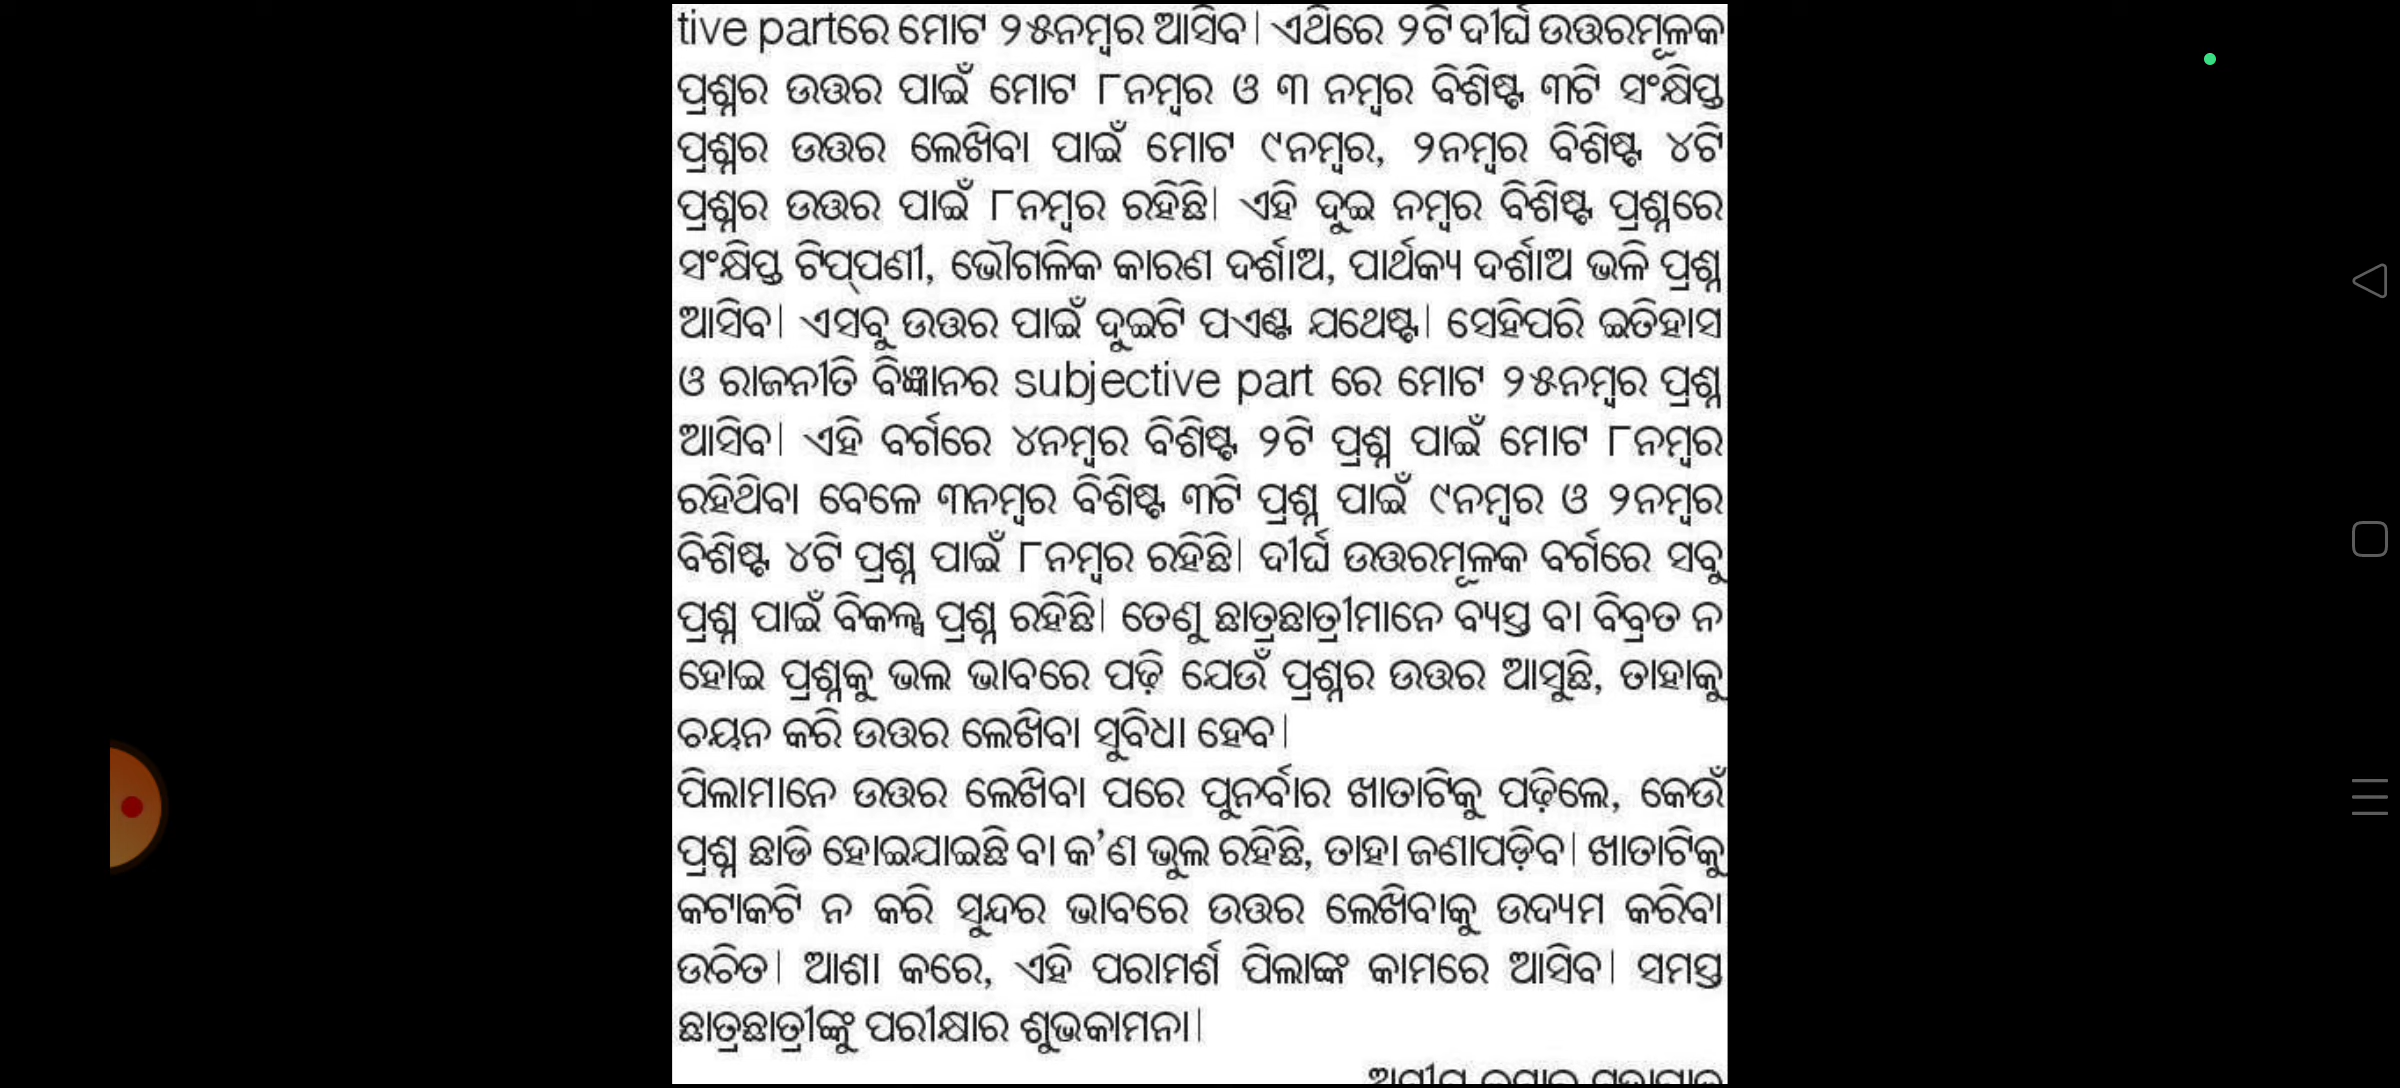 tive partରେ ମୋଟ ୨୫ନମ୍ବର ଆସିବ। ଏଥିରେ ୨ଟି ଦୀର୍ଘ ଉତ୍ତରମୂଳକ
ପ୍ରଶ୍ନର ଉତ୍ତର ପାଇଁ ମୋଟ ୮ନମ୍ବର ଓ ୩ ନମ୍ବର ବିଶିଷ୍ଟ ୩ଟି ସଂକ୍ଷିପ୍ତ
ପ୍ରଶ୍ନର ଉତ୍ତର ଲେଖିବା ପାଇଁ ମୋଟ ୯ନମ୍ବର, ୨ନମ୍ବର ବିଶିଷ୍ଟ ୪ଟି
ପ୍ରଶ୍ନର ଉତ୍ତର ପାଇଁ ୮ନମ୍ବର ରହିଛି। ଏହି ଦୁଇ ନମ୍ବର ବିଶିଷ୍ଟ ପ୍ରଶ୍ନରେ
ସଂକ୍ଷିପ୍ତ ଟିପ୍‌ପଣୀ, ଭୌଗଳିକ କାରଣ ଦର୍ଶାଅ, ପାର୍ଥକ୍ୟ ଦର୍ଶାଅ ଭଳି ପ୍ରଶ୍ନ
ଆସିବ। ଏସବୁ ଉତ୍ତର ପାଇଁ ଦୁଇଟି ପଏଣ୍ଟ ଯଥେଷ୍ଟ। ସେହିପରି ଇତିହାସ
ଓ ରାଜନୀତି ବିଜ୍ଞାନର subjective part ରେ ମୋଟ ୨୫ନମ୍ବର ପ୍ରଶ୍ନ
ଆସିବ। ଏହି ବର୍ଗରେ ୪ନମ୍ବର ବିଶିଷ୍ଟ ୨ଟି ପ୍ରଶ୍ନ ପାଇଁ ମୋଟ ୮ନମ୍ବର
ରହିଥିବା ବେଳେ ୩ନମ୍ବର ବିଶିଷ୍ଟ ୩ଟି ପ୍ରଶ୍ନ ପାଇଁ ୯ନମ୍ବର ଓ ୨ନମ୍ବର
ବିଶିଷ୍ଟ ୪ଟି ପ୍ରଶ୍ନ ପାଇଁ ୮ନମ୍ବର ରହିଛି। ଦୀର୍ଘ ଉତ୍ତରମୂଳକ ବର୍ଗରେ ସବୁ
ପ୍ରଶ୍ନ ପାଇଁ ବିକଳ୍ପ ପ୍ରଶ୍ନ ରହିଛି। ତେଣୁ ଛାତ୍ରଛାତ୍ରୀମାନେ ବ୍ୟସ୍ତ ବା ବିବ୍ରତ ନ
ହୋଇ ପ୍ରଶ୍ନକୁ ଭଲ ଭାବରେ ପଢ଼ି ଯେଉଁ ପ୍ରଶ୍ନର ଉତ୍ତର ଆସୁଛି, ତାହାକୁ
ଚୟନ କରି ଉତ୍ତର ଲେଖିବା ସୁବିଧା ହେବ।
ପିଲାମାନେ ଉତ୍ତର ଲେଖିବା ପରେ ପୁନର୍ବାର ଖାତାଟିକୁ ପଢ଼ିଲେ, କେଉଁ
ପ୍ରଶ୍ନ ଛାଡି ହୋଇଯାଇଛି ବା କ’ଣ ଭୁଲ ରହିଛି, ତାହା ଜଣାପଡ଼ିବ। ଖାତାଟିକୁ
କଟାକଟି ନ କରି ସୁନ୍ଦର ଭାବରେ ଉତ୍ତର ଲେଖିବାକୁ ଉଦ୍ୟମ କରିବା
ଉଚିତ। ଆଶା କରେ, ଏହି ପରାମର୍ଶ ପିଲାଙ୍କ କାମରେ ଆସିବ। ସମସ୍ତ
ଛାତ୍ରଛାତ୍ରୀଙ୍କୁ ପରୀକ୍ଷାର ଶୁଭକାମନା।